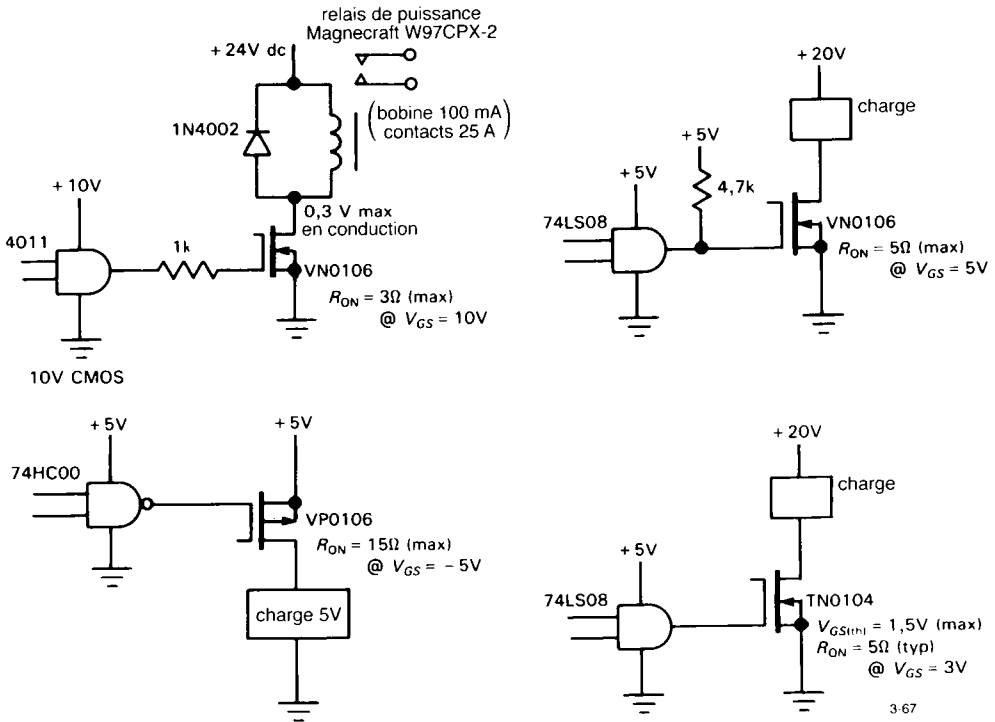 relais de puissance
Magnecraft W97CPX-2
+ 24V dc
(bobine 100 mA
contacts 25 A)
1N4002
+ 10V
0,3 V max
en conduction
4011
1k
VN0106
R_ON = 3Ω (max)
@ V_GS = 10V
10V CMOS
+ 20V
charge
+ 5V
+ 5V
4,7k
74LS08
VN0106
R_ON = 5Ω (max)
@ V_GS = 5V
+ 5V
+ 5V
74HC00
VP0106
R_ON = 15Ω (max)
@ V_GS = – 5V
charge 5V
+ 20V
charge
+ 5V
74LS08
TN0104
V_GS(th) = 1,5V (max)
R_ON = 5Ω (typ)
@ V_GS = 3V
3-67